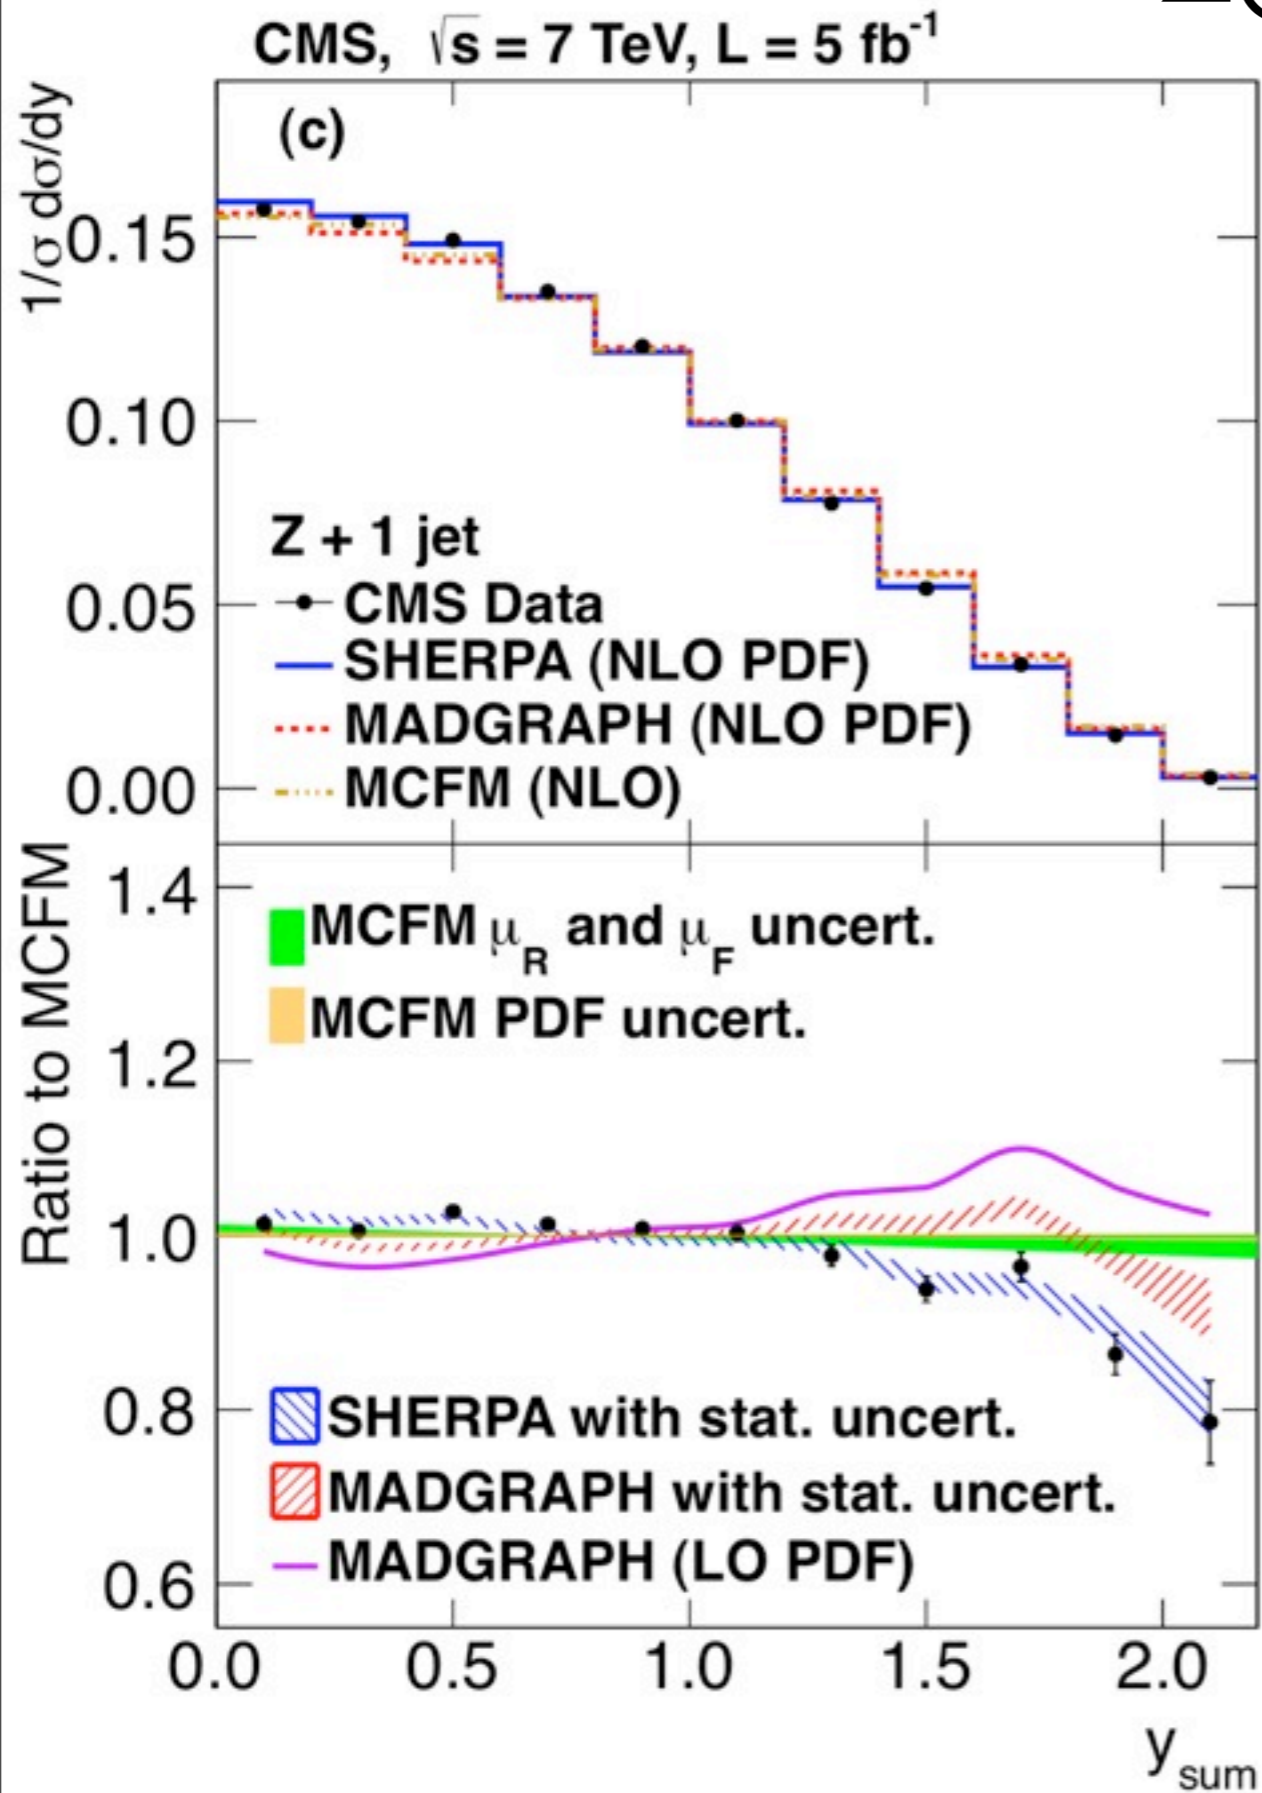 CMS, √s = 7 TeV, L = 5 fb⁻¹
(c)
1/σ dσ/dy
0.15
0.10
0.05
0.00
Z + 1 jet
CMS Data
SHERPA (NLO PDF)
MADGRAPH (NLO PDF)
MCFM (NLO)
Ratio to MCFM
1.4
1.2
1.0
0.8
0.6
MCFM μR and μF uncert.
MCFM PDF uncert.
SHERPA with stat. uncert.
MADGRAPH with stat. uncert.
MADGRAPH (LO PDF)
0.0 0.5 1.0 1.5 2.0
ysum